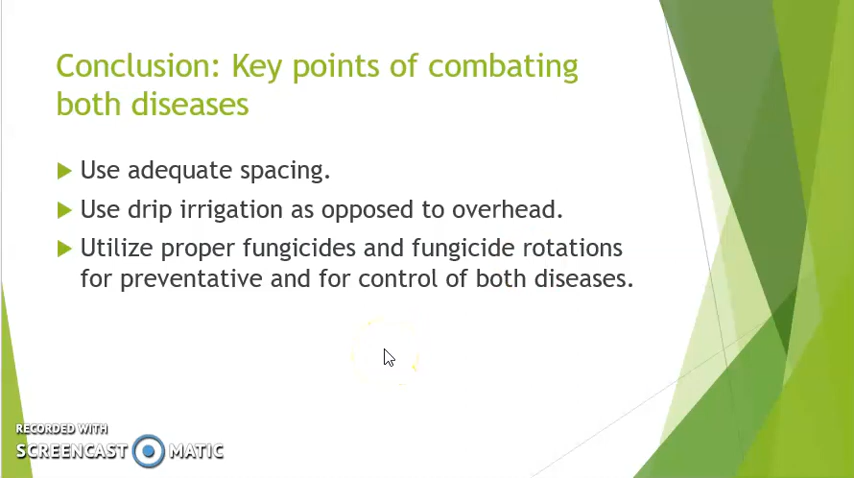 Conclusion: Key points of combating
both diseases
Use adequate spacing.
Use drip irrigation as opposed to overhead.
Utilize proper fungicides and fungicide rotations
for preventative and for control of both diseases.
RECORDED WITH
SCREENCAST MATIC